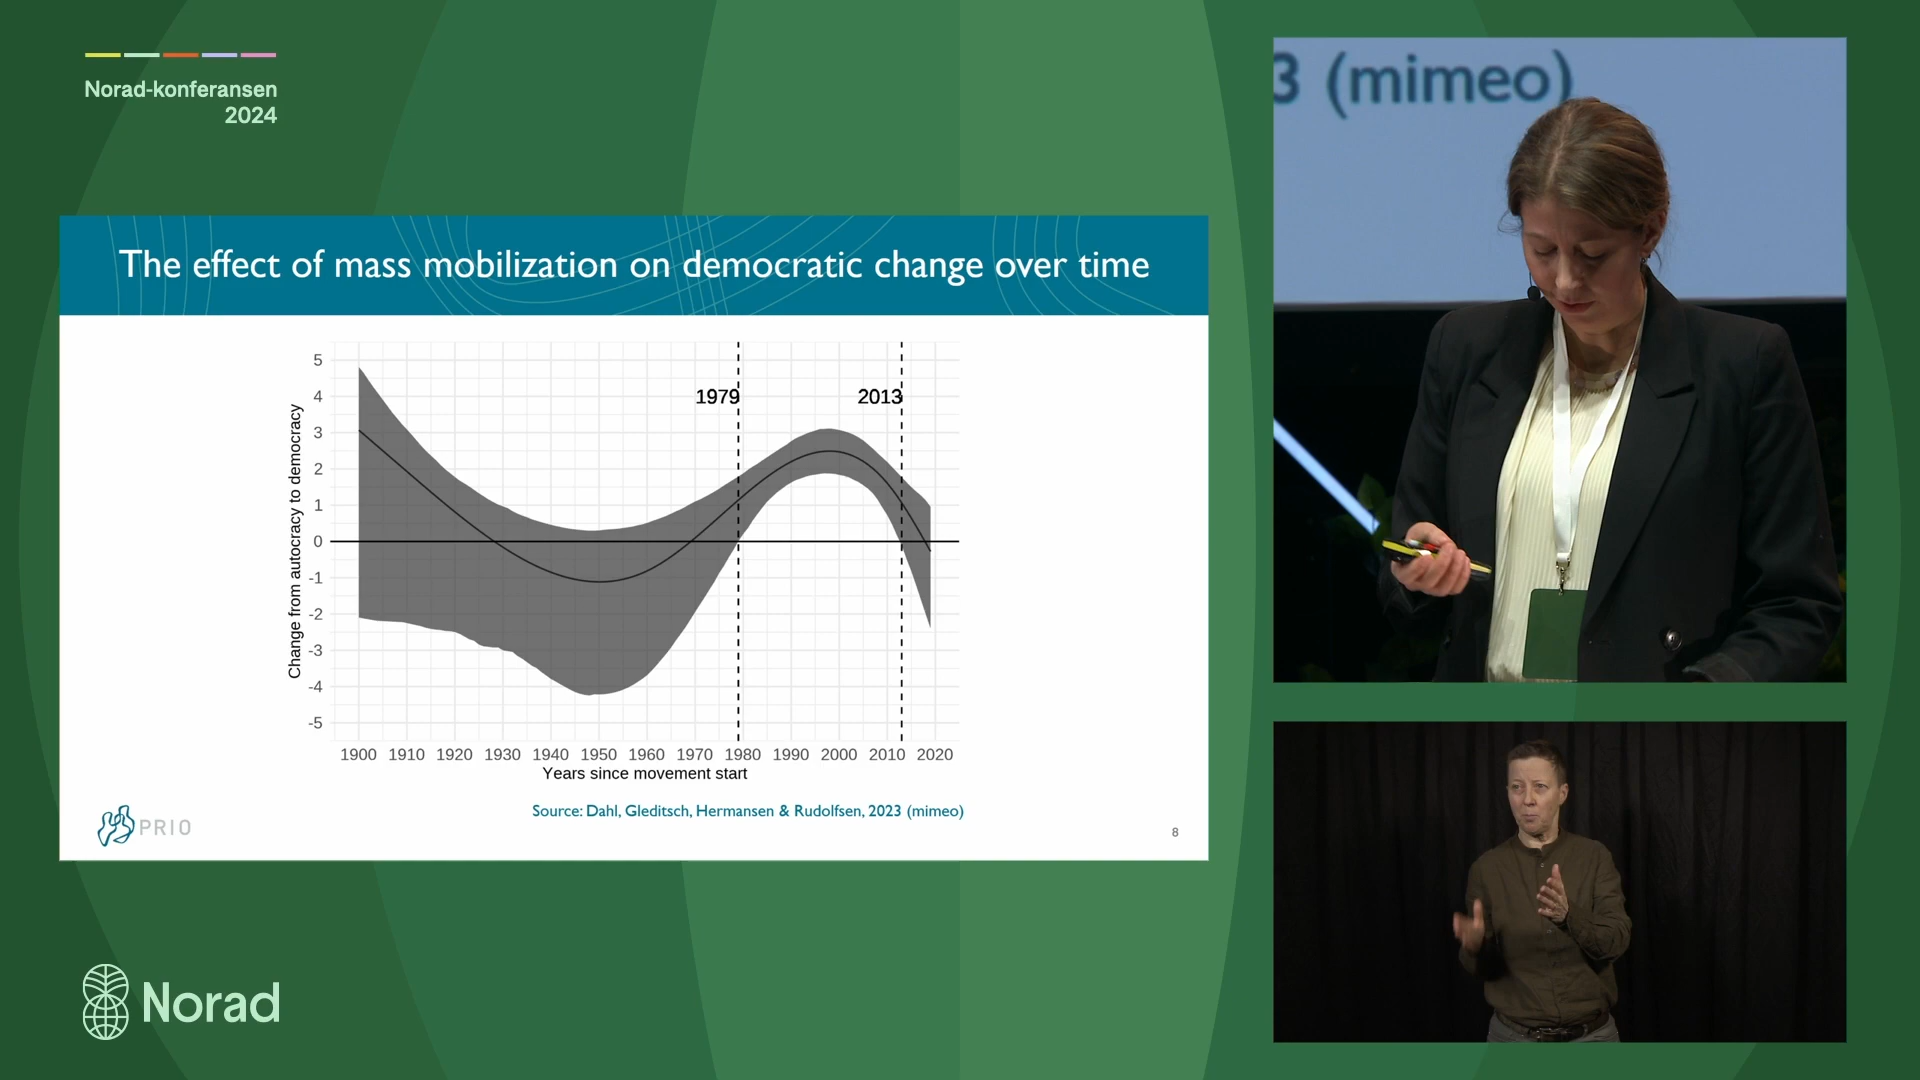 Norad-konferansen
2024
3 (mimeo)
The effect of mass mobilization on democratic change over time
5
4
3
2
1
0
-1
-2
-3
-4
-5
1979
2013
Change from autocracy to democracy
1900 1910 1920 1930 1940 1950 1960 1970 1980 1990 2000 2010 2020
Years since movement start
Source: Dahl, Gleditsch, Hermansen & Rudolfsen, 2023 (mimeo)
PRIO
8
Norad